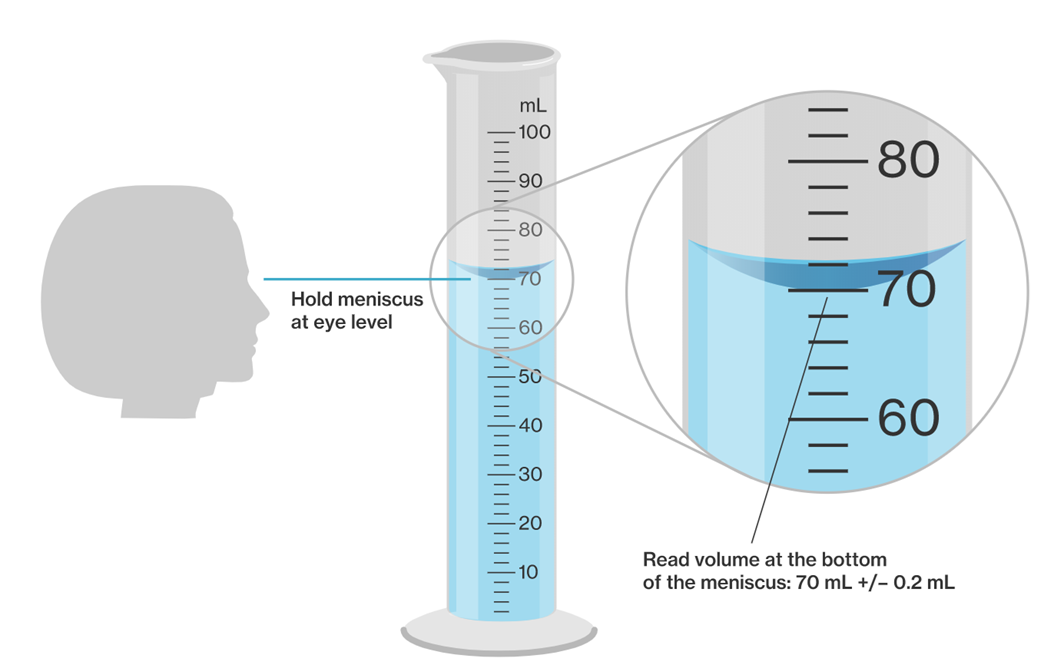 mL
100
90
80
70
60
50
40
30
20
10
Hold meniscus
at eye level
80
70
60
Read volume at the bottom
of the meniscus: 70 mL +/– 0.2 mL